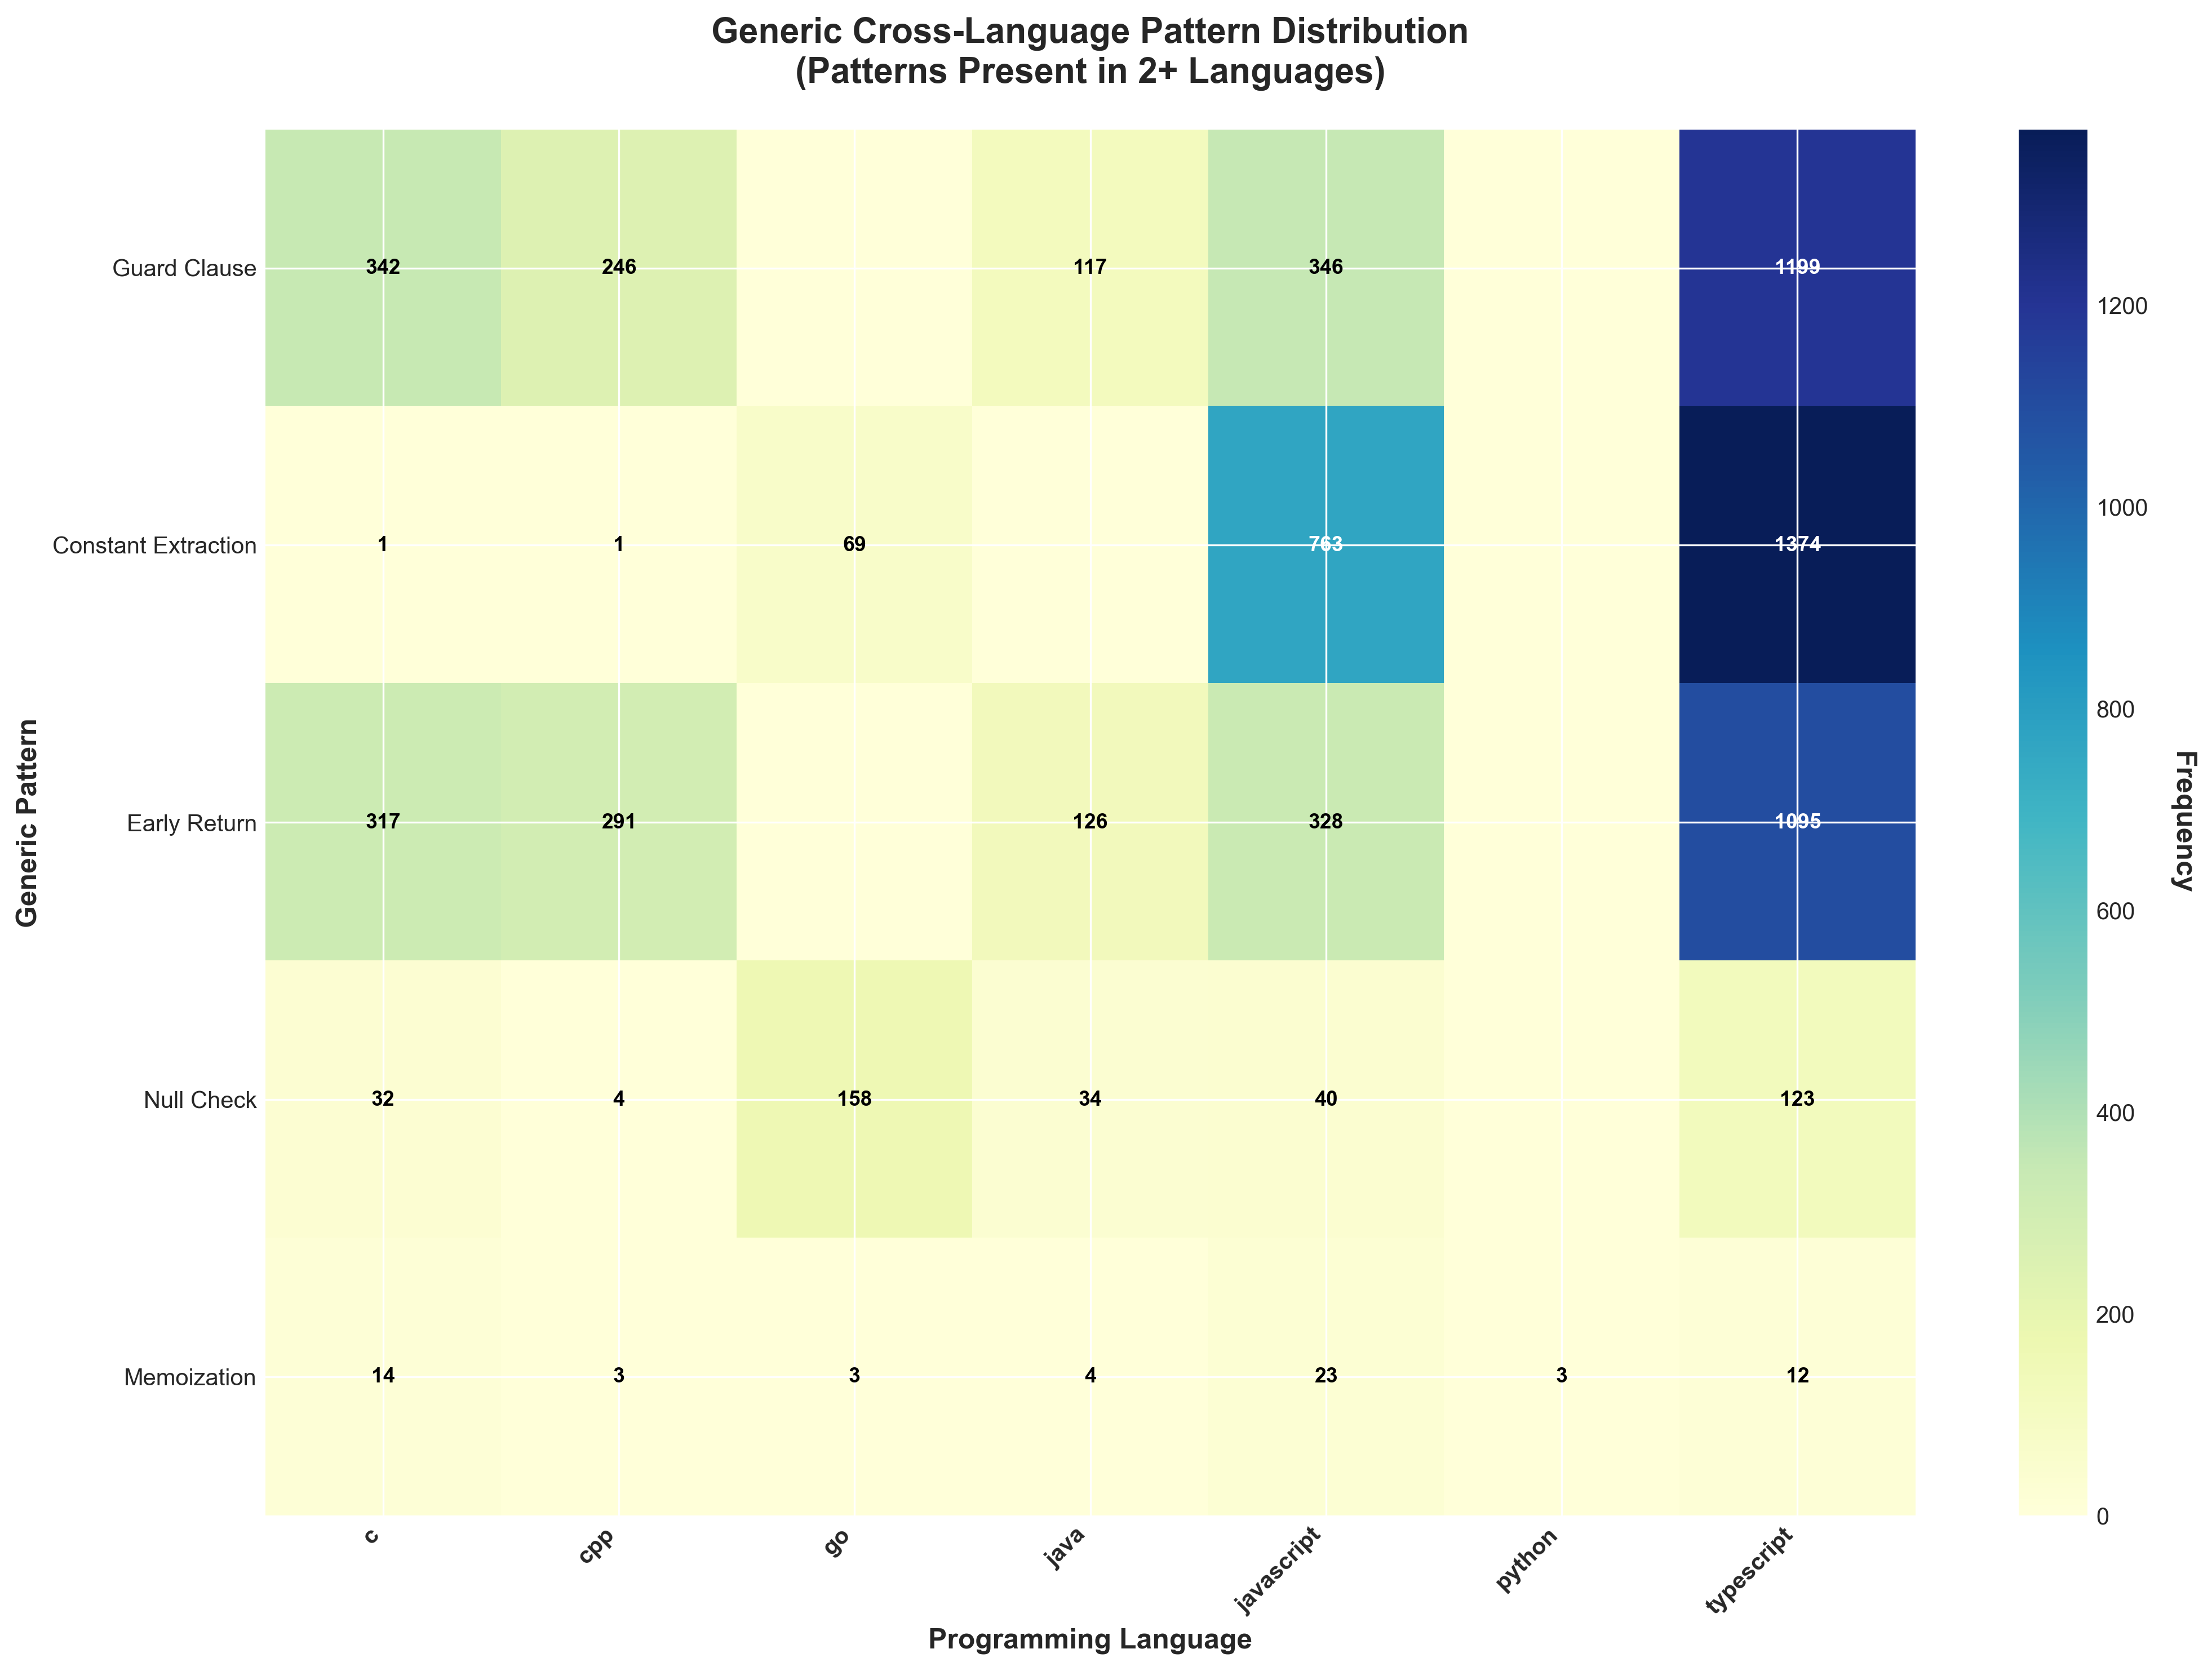 Generic Cross-Language Pattern Distribution
(Patterns Present in 2+ Languages)
Guard Clause 342 246 117 346 1199
Constant Extraction 1 1 69 763 1374
Early Return 317 291 126 328 1095
Null Check 32 4 158 34 40 123
Memoization 14 3 3 4 23 3 12
Generic Pattern
c cpp go java javascript python typescript
Programming Language
1200
1000
800
600
400
200
0
Frequency